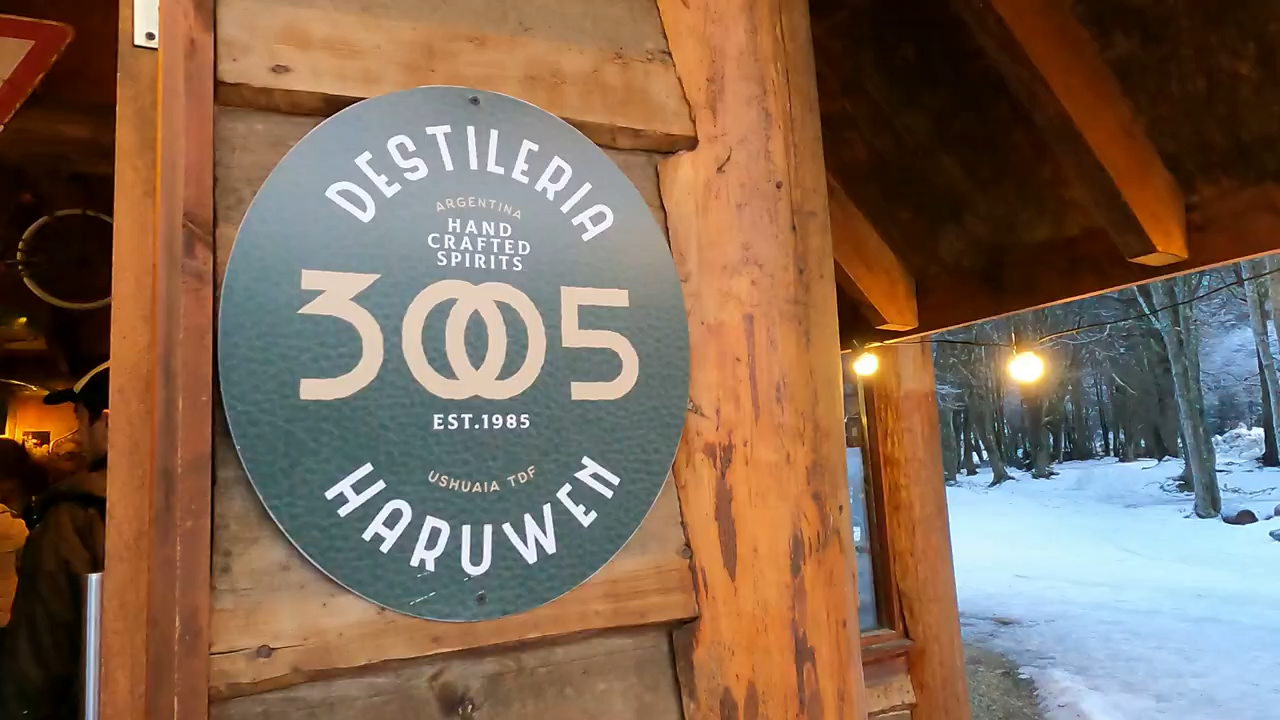 DESTILERIA
ARGENTINA
HAND
CRAFTED
SPIRITS
3005
EST.1985
USHUAIA TDF
HARUWEN